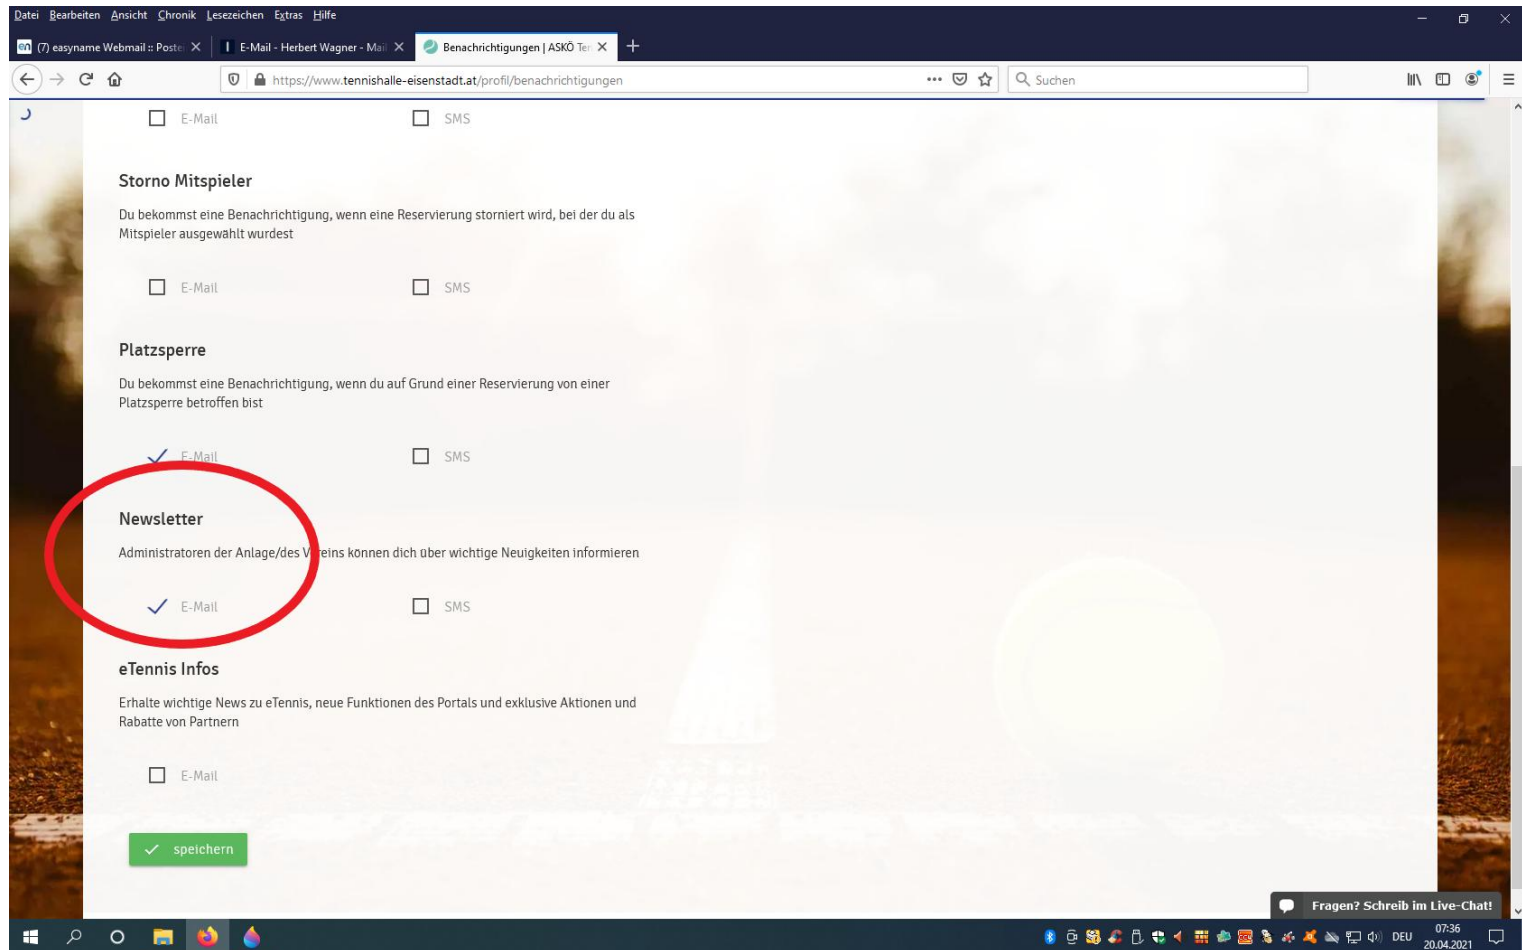 Datei Bearbeiten Ansicht Chronik Lesezeichen Extras Hilfe
en (7) easyname Webmail :: Poste
E-Mail - Herbert Wagner - Mail
Benachrichtigungen | ASKÖ Ten
https://www.tennishalle-eisenstadt.at/profil/benachrichtigungen
Suchen
E-Mail SMS
Storno Mitspieler
Du bekommst eine Benachrichtigung, wenn eine Reservierung storniert wird, bei der du als
Mitspieler ausgewählt wurdest
E-Mail SMS
Platzsperre
Du bekommst eine Benachrichtigung, wenn du auf Grund einer Reservierung von einer
Platzsperre betroffen bist
E-Mail SMS
Newsletter
Administratoren der Anlage/des Vereins können dich über wichtige Neuigkeiten informieren
E-Mail SMS
eTennis Infos
Erhalte wichtige News zu eTennis, neue Funktionen des Portals und exklusive Aktionen und
Rabatte von Partnern
E-Mail
speichern
Fragen? Schreib im Live-Chat!
DEU
07:36
20.04.2021